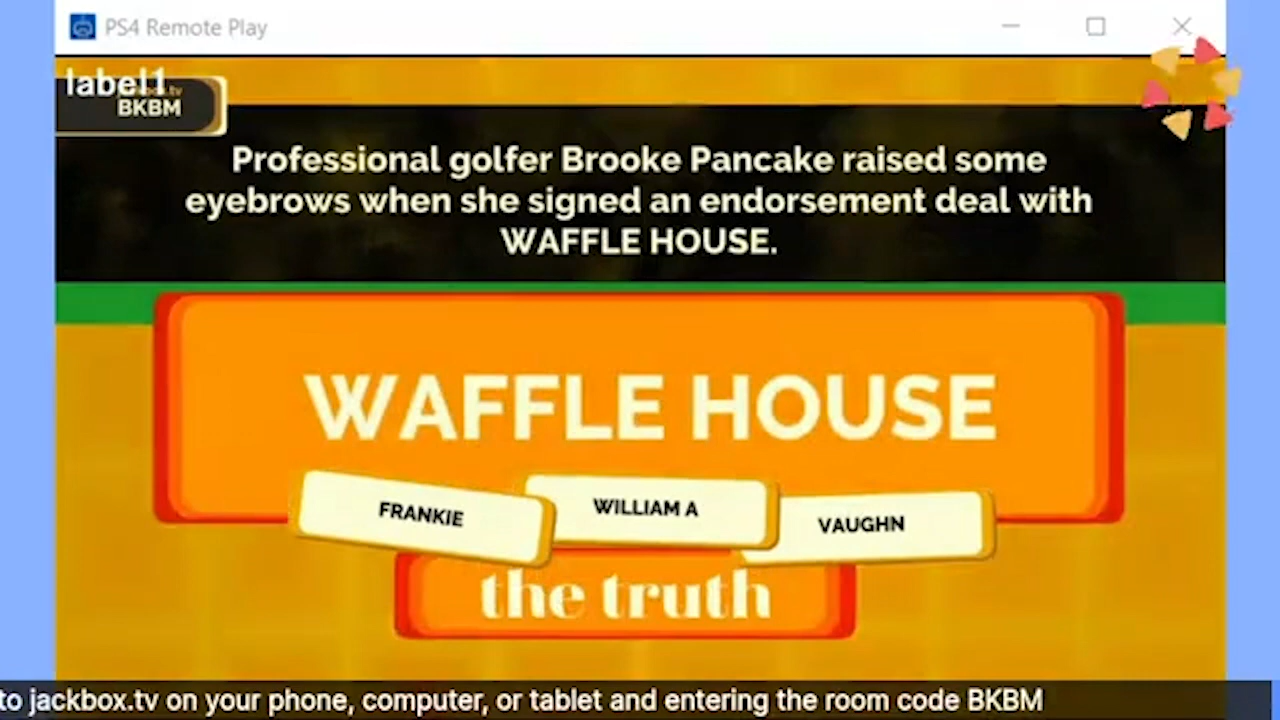 PS4 Remote Play
label1
BKBM
Professional golfer Brooke Pancake raised some
eyebrows when she signed an endorsement deal with
WAFFLE HOUSE.
WAFFLE HOUSE
FRANKIE
WILLIAM A
VAUGHN
the truth
to jackbox.tv on your phone, computer, or tablet and entering the room code BKBM